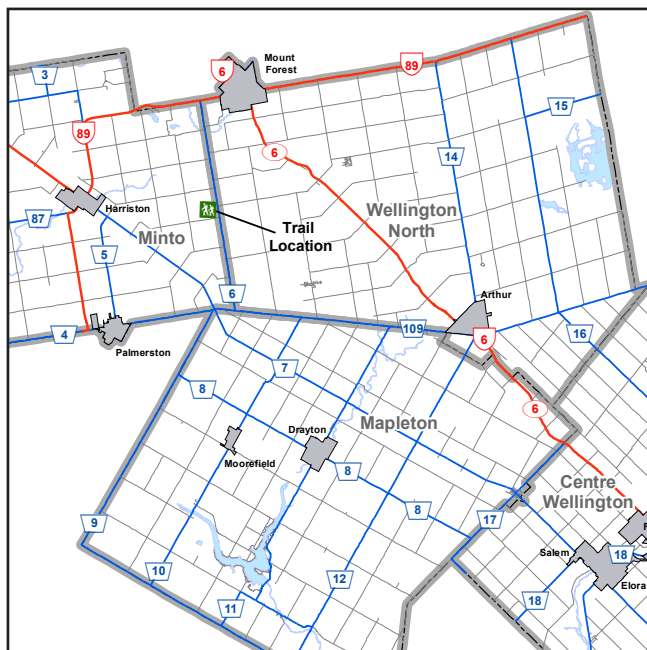 3
6
Mount
Forest
89
15
89
6
14
Harriston
87
Minto
5
Trail
Location
Wellington
North
6
Arthur
4
Palmerston
109
6
16
7
8
6
Drayton
Mapleton
Moorefield
8
8
Centre
Wellington
9
17
F
Salem
18
10
12
Elora
11
18